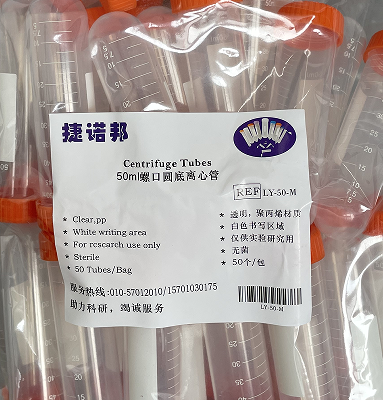 捷诺邦
Centrifuge Tubes
50ml螺口圆底离心管
REF LY-50-M
* Clear,pp
* White writing area
* For research use only
* Sterile
* 50 Tubes/Bag
* 透明，聚丙烯材质
* 白色书写区域
* 仅供实验研究用
* 无菌
* 50个/包
服务热线:010-57012010/15701030175
助力科研，竭诚服务
LY-50-M